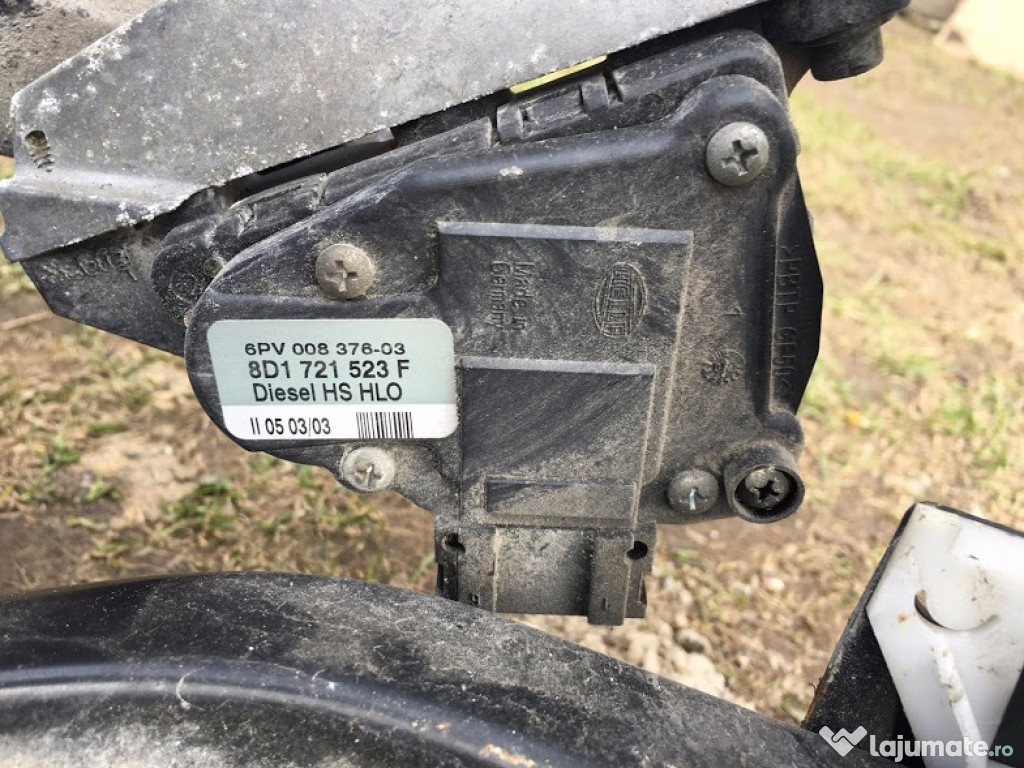 Made in
Germany
HELLA
1
6PV 008 376-03
8D1 721 523 F
Diesel HS HLO
II 05 03/03
lajumate.ro